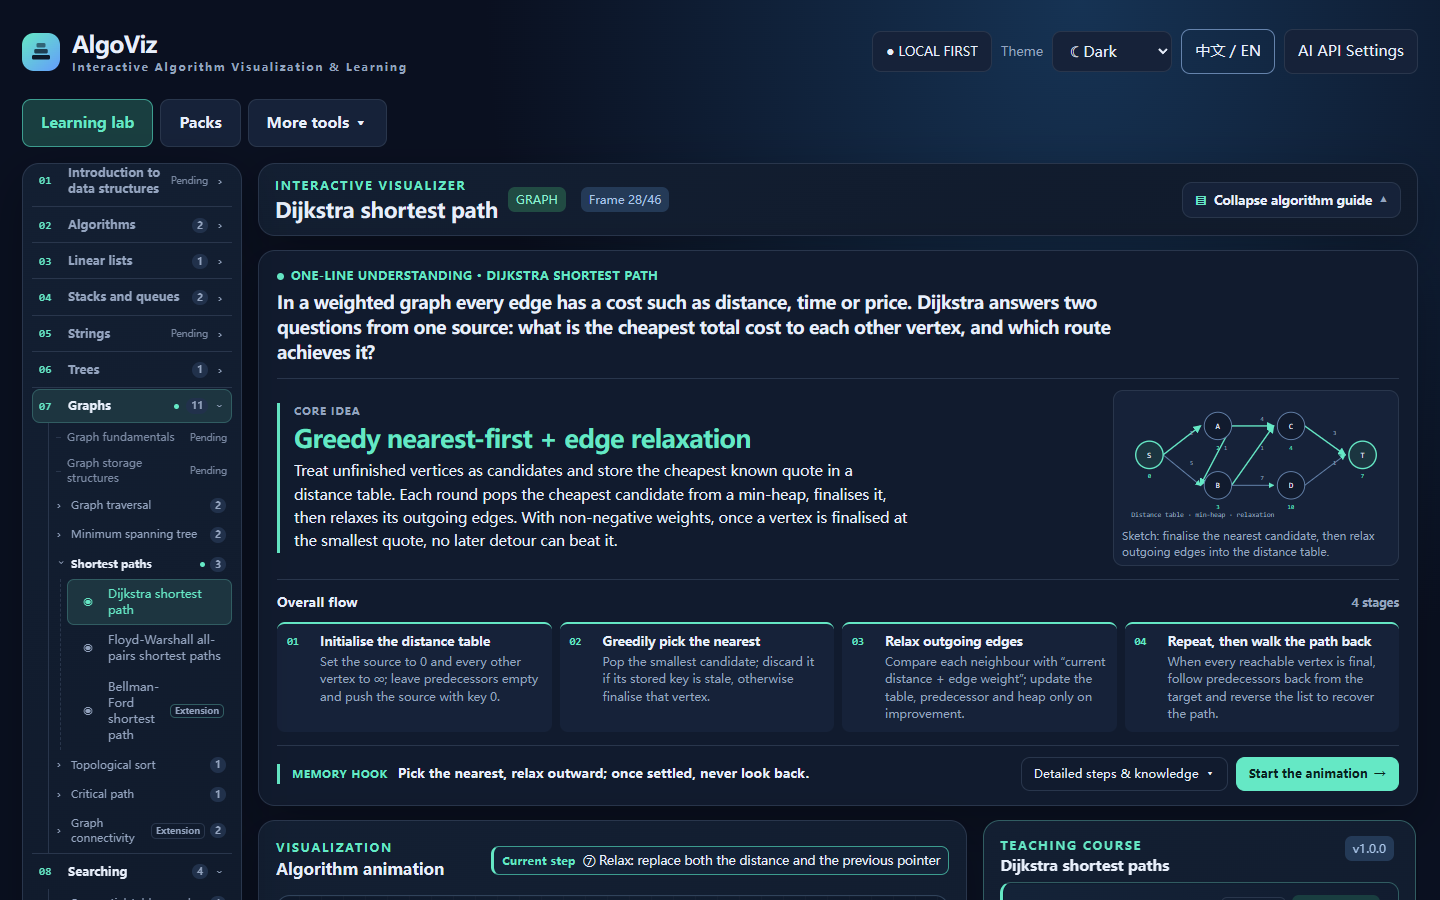 AlgoViz
Interactive Algorithm Visualization & Learning
● LOCAL FIRST
Theme
☾ Dark
中文 / EN
AI API Settings
Learning lab
Packs
More tools ▾
01 Introduction to data structures Pending ›
02 Algorithms 2 ›
03 Linear lists 1 ›
04 Stacks and queues 2 ›
05 Strings Pending ›
06 Trees 1 ›
07 Graphs 11
Graph fundamentals Pending
Graph storage structures Pending
› Graph traversal 2
› Minimum spanning tree 2
Shortest paths 3
Dijkstra shortest path
Floyd-Warshall all-pairs shortest paths
Bellman-Ford shortest path Extension
› Topological sort 1
› Critical path 1
› Graph connectivity Extension 2
08 Searching 4
INTERACTIVE VISUALIZER
Dijkstra shortest path
GRAPH
Frame 28/46
Collapse algorithm guide ▲
● ONE-LINE UNDERSTANDING • DIJKSTRA SHORTEST PATH
In a weighted graph every edge has a cost such as distance, time or price. Dijkstra answers two
questions from one source: what is the cheapest total cost to each other vertex, and which route
achieves it?
CORE IDEA
Greedy nearest-first + edge relaxation
Treat unfinished vertices as candidates and store the cheapest known quote in a
distance table. Each round pops the cheapest candidate from a min-heap, finalises it,
then relaxes its outgoing edges. With non-negative weights, once a vertex is finalised at
the smallest quote, no later detour can beat it.
S
A
B
C
D
T
Distance table · min-heap · relaxation
Sketch: finalise the nearest candidate, then relax
outgoing edges into the distance table.
Overall flow
4 stages
01 Initialise the distance table
Set the source to 0 and every other
vertex to ∞; leave predecessors empty
and push the source with key 0.
02 Greedily pick the nearest
Pop the smallest candidate; discard it
if its stored key is stale, otherwise
finalise that vertex.
03 Relax outgoing edges
Compare each neighbour with “current
distance + edge weight”; update the
table, predecessor and heap only on
improvement.
04 Repeat, then walk the path back
When every reachable vertex is final,
follow predecessors back from the
target and reverse the list to recover
the path.
MEMORY HOOK Pick the nearest, relax outward; once settled, never look back.
Detailed steps & knowledge ▾
Start the animation →
VISUALIZATION
Algorithm animation
Current step ⑦ Relax: replace both the distance and the previous pointer
TEACHING COURSE
Dijkstra shortest paths
v1.0.0